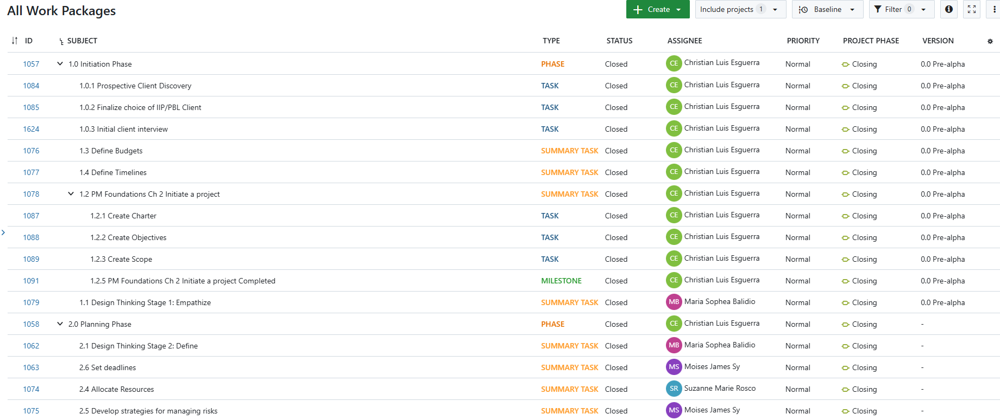 All Work Packages
Create
Include projects 1
Baseline
Filter 0
ID SUBJECT TYPE STATUS ASSIGNEE PRIORITY PROJECT PHASE VERSION
1057 1.0 Initiation Phase PHASE Closed CE Christian Luis Esguerra Normal Closing 0.0 Pre-alpha
1084 1.0.1 Prospective Client Discovery TASK Closed CE Christian Luis Esguerra Normal Closing 0.0 Pre-alpha
1085 1.0.2 Finalize choice of IIP/PBL Client TASK Closed CE Christian Luis Esguerra Normal Closing 0.0 Pre-alpha
1624 1.0.3 Initial client interview TASK Closed CE Christian Luis Esguerra Normal Closing 0.0 Pre-alpha
1076 1.3 Define Budgets SUMMARY TASK Closed CE Christian Luis Esguerra Normal Closing 0.0 Pre-alpha
1077 1.4 Define Timelines SUMMARY TASK Closed CE Christian Luis Esguerra Normal Closing 0.0 Pre-alpha
1078 1.2 PM Foundations Ch 2 Initiate a project SUMMARY TASK Closed CE Christian Luis Esguerra Normal Closing 0.0 Pre-alpha
1087 1.2.1 Create Charter TASK Closed CE Christian Luis Esguerra Normal Closing 0.0 Pre-alpha
1088 1.2.2 Create Objectives TASK Closed CE Christian Luis Esguerra Normal Closing 0.0 Pre-alpha
1089 1.2.3 Create Scope TASK Closed CE Christian Luis Esguerra Normal Closing 0.0 Pre-alpha
1091 1.2.5 PM Foundations Ch 2 Initiate a project Completed MILESTONE Closed CE Christian Luis Esguerra Normal Closing 0.0 Pre-alpha
1079 1.1 Design Thinking Stage 1: Empathize SUMMARY TASK Closed MB Maria Sophea Balidio Normal Closing 0.0 Pre-alpha
1058 2.0 Planning Phase PHASE Closed CE Christian Luis Esguerra Normal Closing -
1062 2.1 Design Thinking Stage 2: Define SUMMARY TASK Closed MB Maria Sophea Balidio Normal Closing -
1063 2.6 Set deadlines SUMMARY TASK Closed MS Moises James Sy Normal Closing -
1074 2.4 Allocate Resources SUMMARY TASK Closed SR Suzanne Marie Rosco Normal Closing -
1075 2.5 Develop strategies for managing risks SUMMARY TASK Closed MS Moises James Sy Normal Closing -